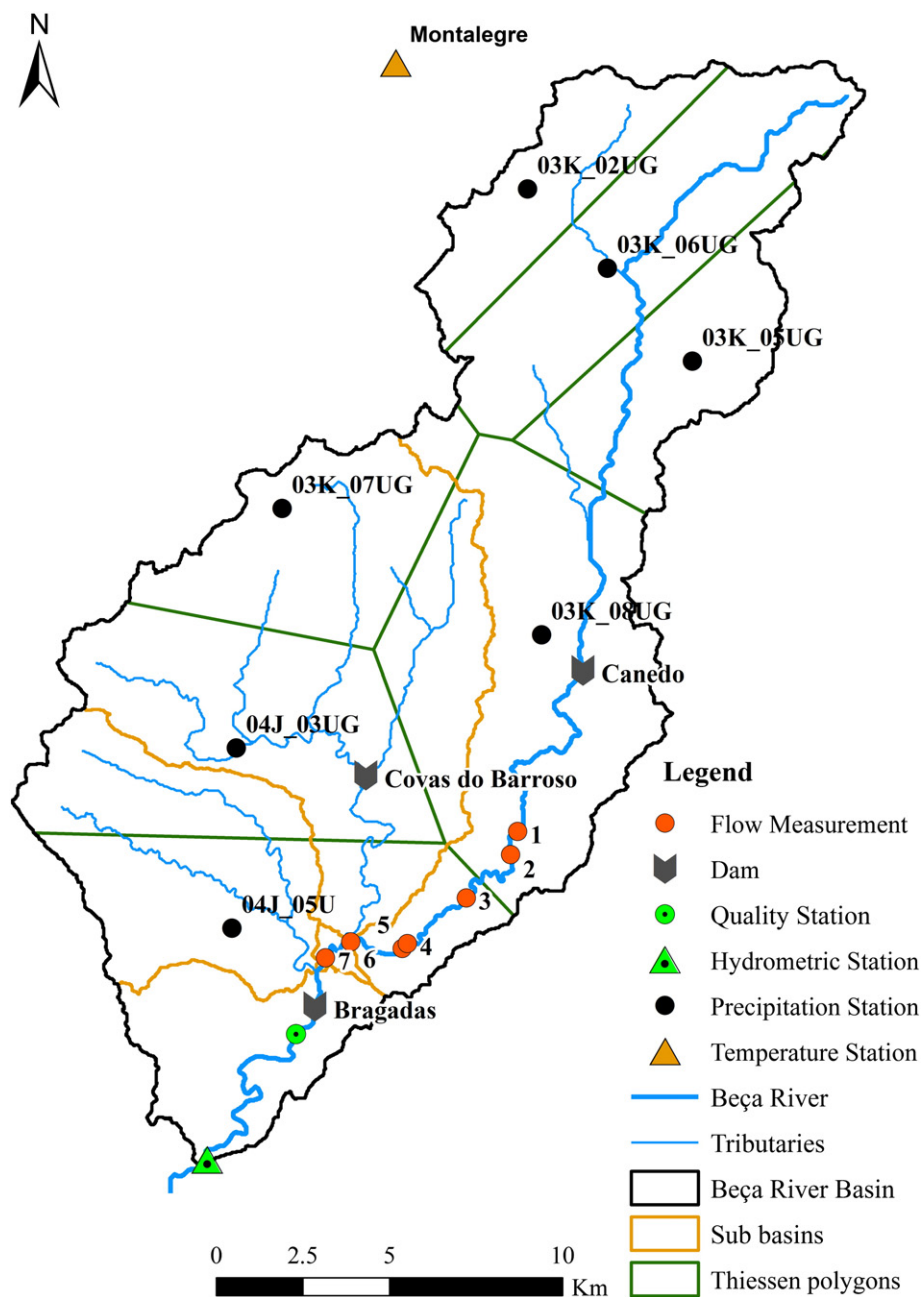 N
Montalegre
03K_02UG
03K_06UG
03K_05UG
03K_07UG
03K_08UG
Canedo
04J_03UG
Covas do Barroso
1
2
3
04J_05U
5
4
6
7
Bragadas
Legend
Flow Measurement
Dam
Quality Station
Hydrometric Station
Precipitation Station
Temperature Station
Beça River
Tributaries
Beça River Basin
Sub basins
Thiessen polygons
0 2.5 5 10
Km